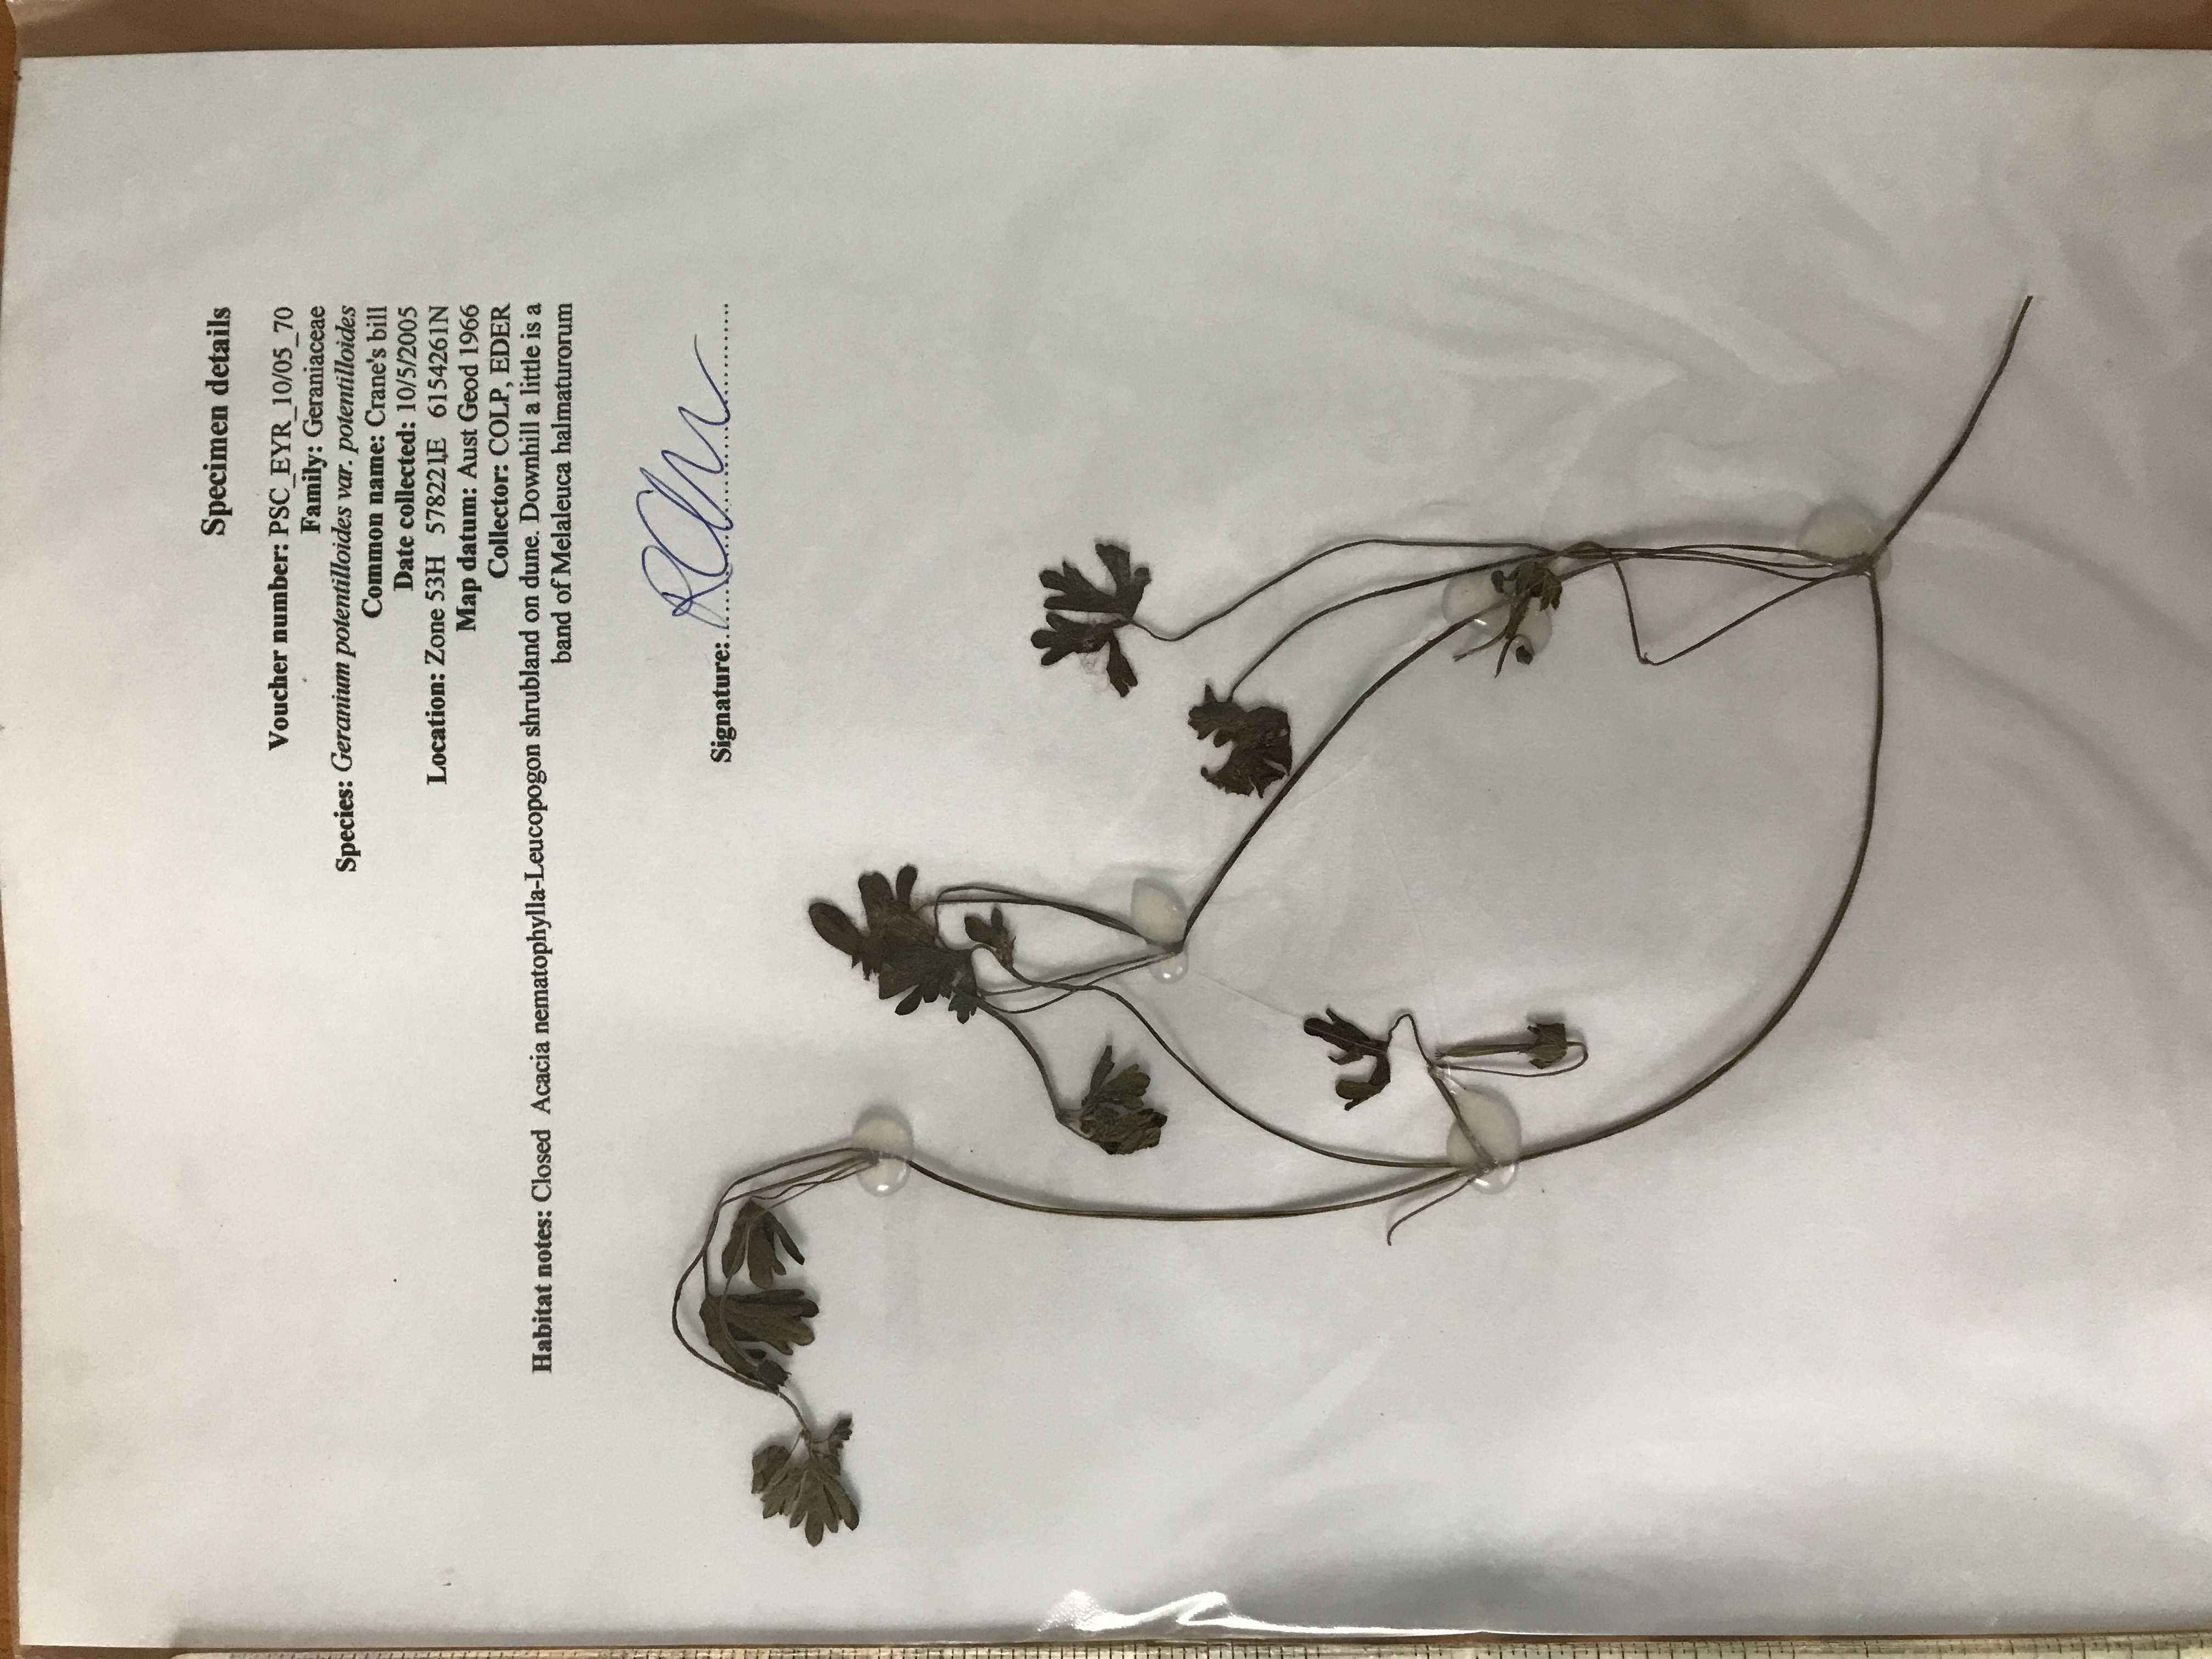 Specimen details
Voucher number: PSC_EYR_10/05_70
Family: Geraniaceae
Species: Geranium potentilloides var. potentilloides
Common name: Crane's bill
Date collected: 10/5/2005
Location: Zone 53H 578221E 6154261N
Map datum: Aust Geod 1966
Collector: COLP, EDER
Habitat notes: Closed Acacia nematophylla-Leucopogon shrubland on dune. Downhill a little is a
band of Melaleuca halmaturorum
Signature: